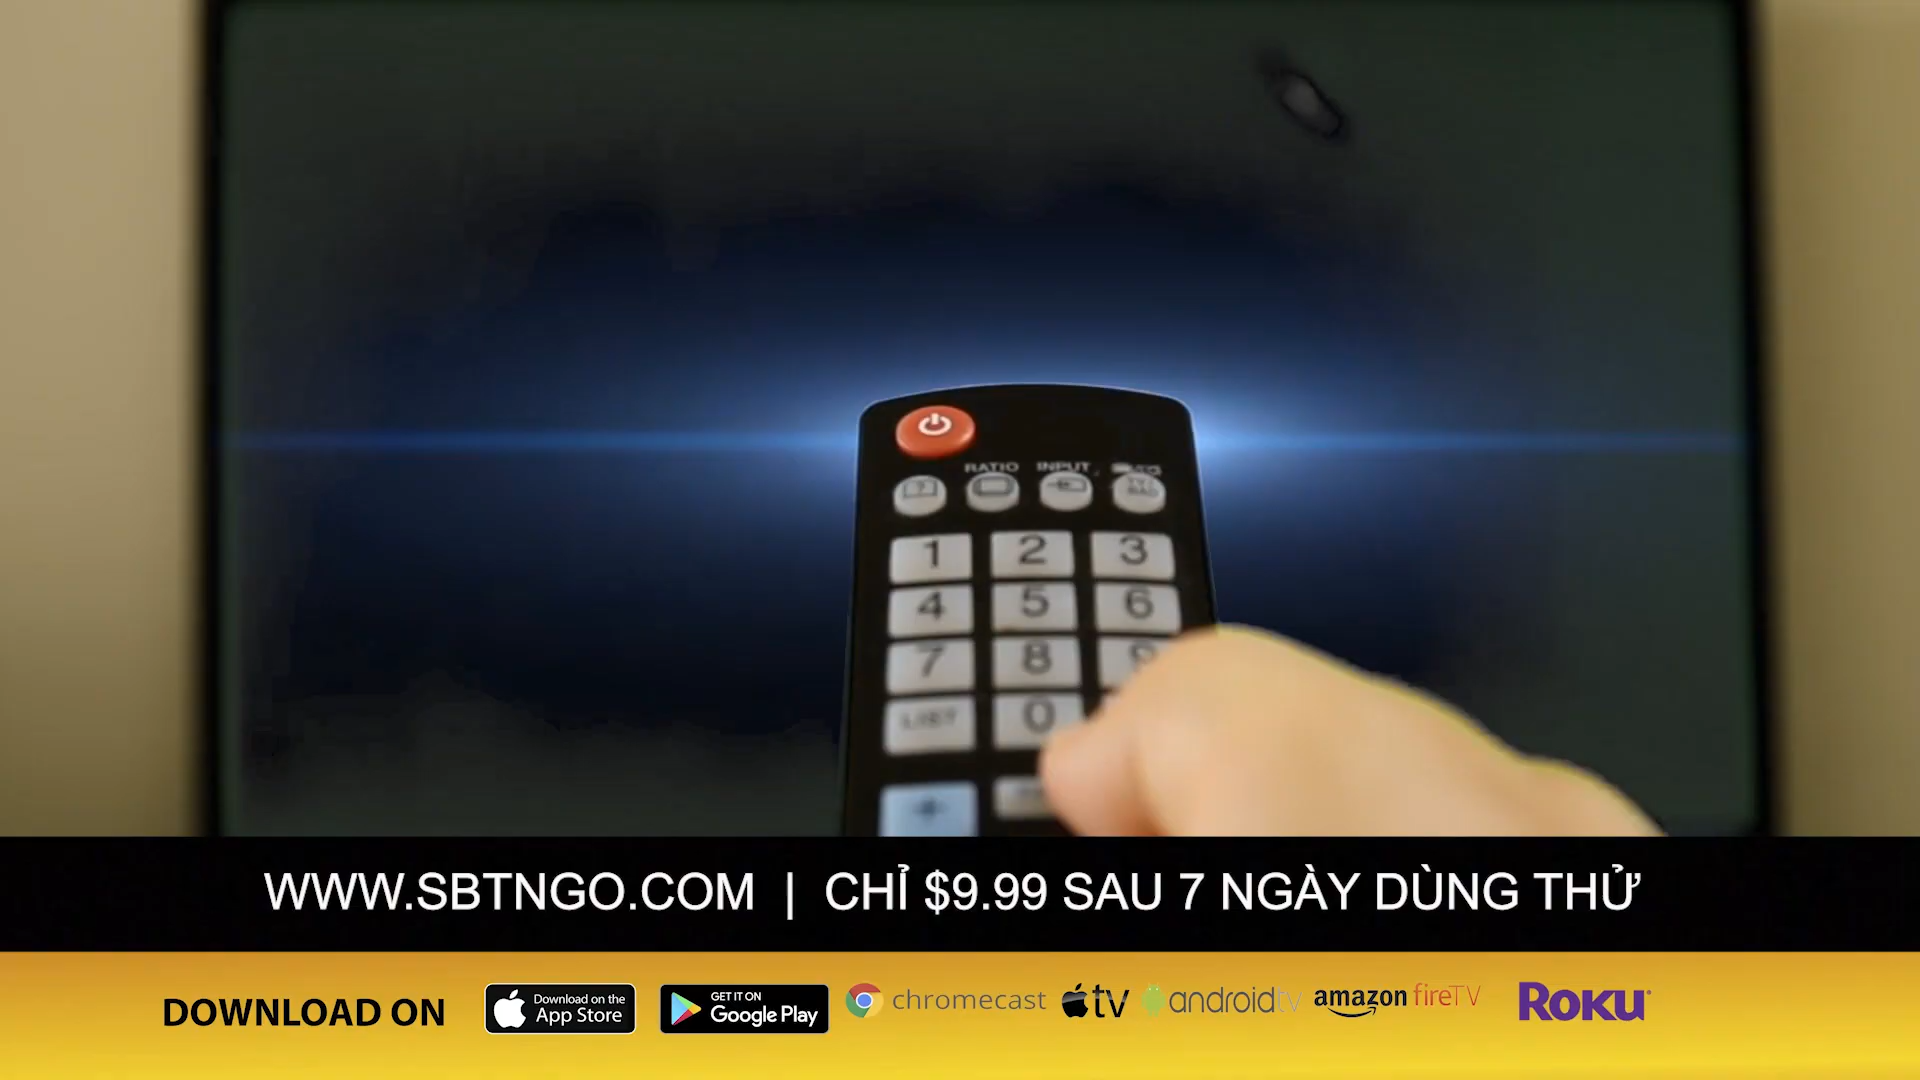 RATIO INPUT
1 2 3
4 5 6
7 8 9
LIST 0
WWW.SBTNGO.COM | CHỈ $9.99 SAU 7 NGÀY DÙNG THỬ
DOWNLOAD ON
Download on the
App Store
GET IT ON
Google Play
chromecast
tv
androidtv
amazon fireTV
ROKU